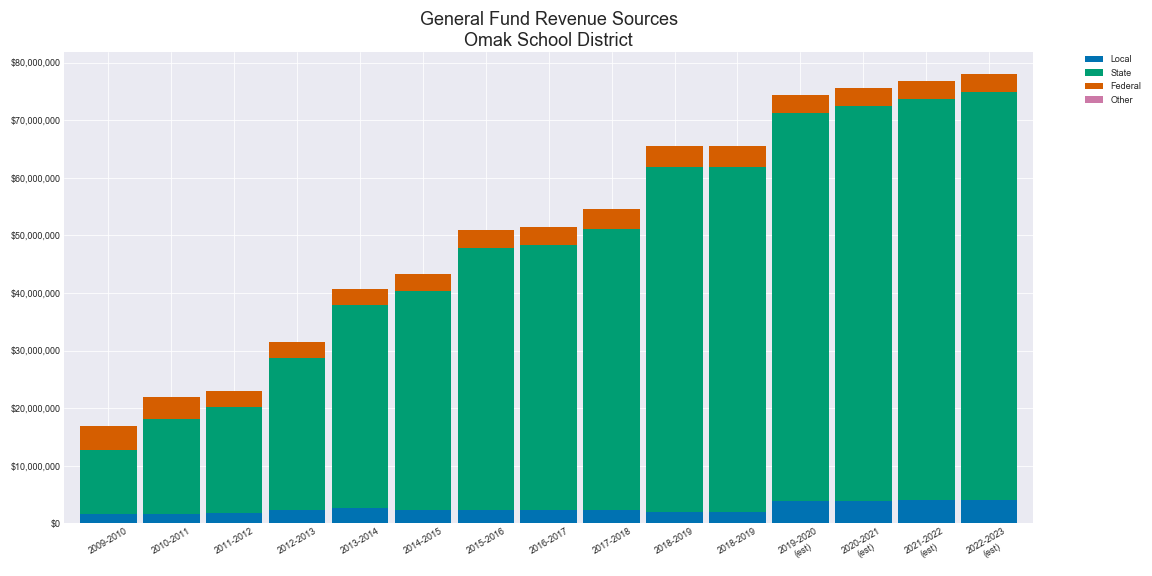 General Fund Revenue Sources
Omak School District
Local
State
Federal
Other
$80,000,000
$70,000,000
$60,000,000
$50,000,000
$40,000,000
$30,000,000
$20,000,000
$10,000,000
$0
2009-2010
2010-2011
2011-2012
2012-2013
2013-2014
2014-2015
2015-2016
2016-2017
2017-2018
2018-2019
2018-2019
2019-2020
(est)
2020-2021
(est)
2021-2022
(est)
2022-2023
(est)